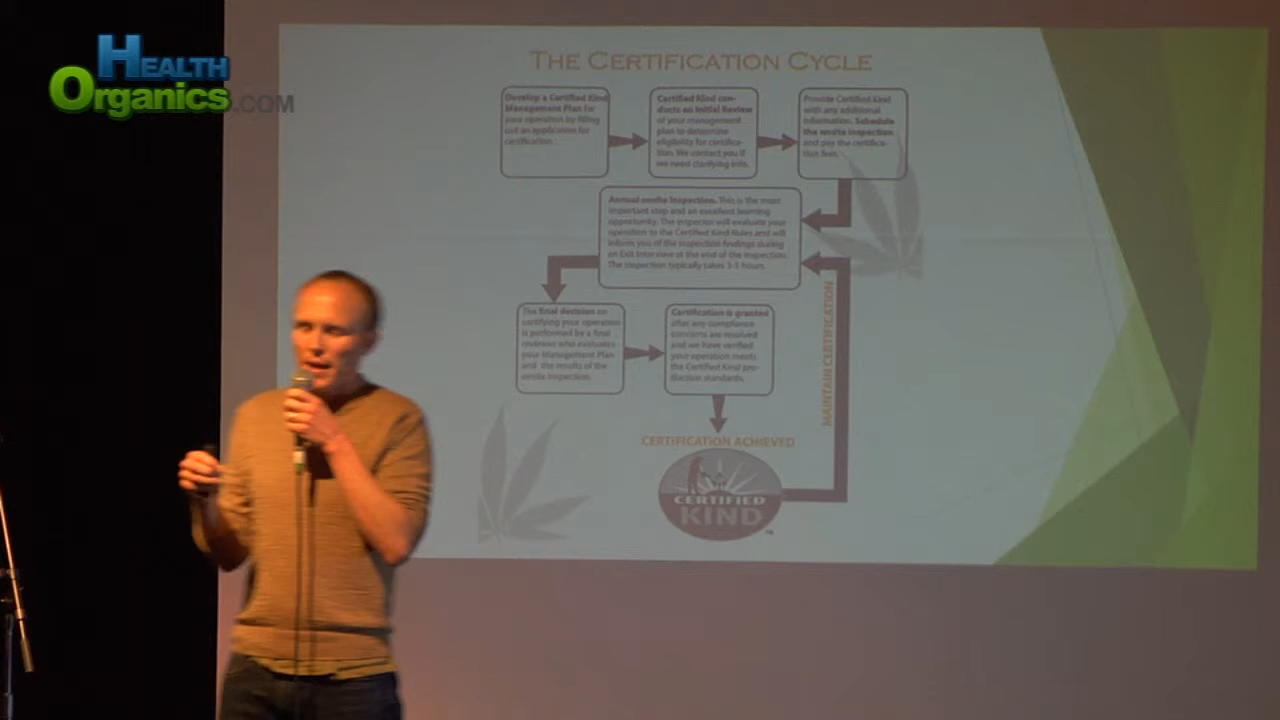 HEALTH
ORGANICS.COM
THE CERTIFICATION CYCLE
Develop a Certified Kind
Management Plan for
your operation by filling
out an application for
certification.
Certified Kind con-
ducts an Initial Review
of your management
plan to determine
eligibility for certifica-
tion. We contact you if
we need clarifying info.
Provide Certified Kind
with any additional
information. Schedule
the onsite inspection
and pay the certifica-
tion fees.
Annual onsite inspection. This is the most
important step and an excellent learning
opportunity. The inspector will evaluate your
operation to the Certified Kind Rules and will
inform you of the inspection findings during
an Exit Interview at the end of the inspection.
The inspection typically takes 3-5 hours.
The final decision on
certifying your operation
is performed by a final
reviewer who evaluates
your Management Plan
and the results of the
onsite inspection.
Certification is granted
after any compliance
concerns are resolved
and we have verified
your operation meets
the Certified Kind pro-
duction standards.
MAINTAIN CERTIFICATION
CERTIFICATION ACHIEVED
CERTIFIED
KIND